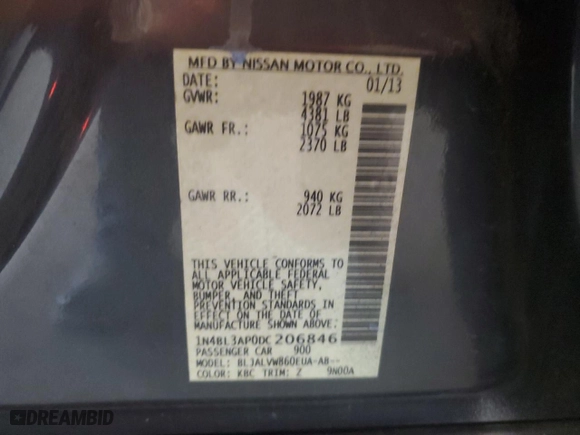 MFD BY NISSAN MOTOR CO., LTD.
DATE: 01/13
GVWR: 1987 KG
4381 LB
GAWR FR.: 1075 KG
2370 LB
GAWR RR.: 940 KG
2072 LB
THIS VEHICLE CONFORMS TO
ALL APPLICABLE FEDERAL
MOTOR VEHICLE SAFETY,
BUMPER, AND THEFT
PREVENTION STANDARDS IN
EFFECT ON THE DATE OF
MANUFACTURE SHOWN ABOVE:
1N4BL3AP0DC206846
PASSENGER CAR 900
MODEL: BLJALVW860EUA-AB--
COLOR: K8C TRIM: Z 9N00A
DREAMBID